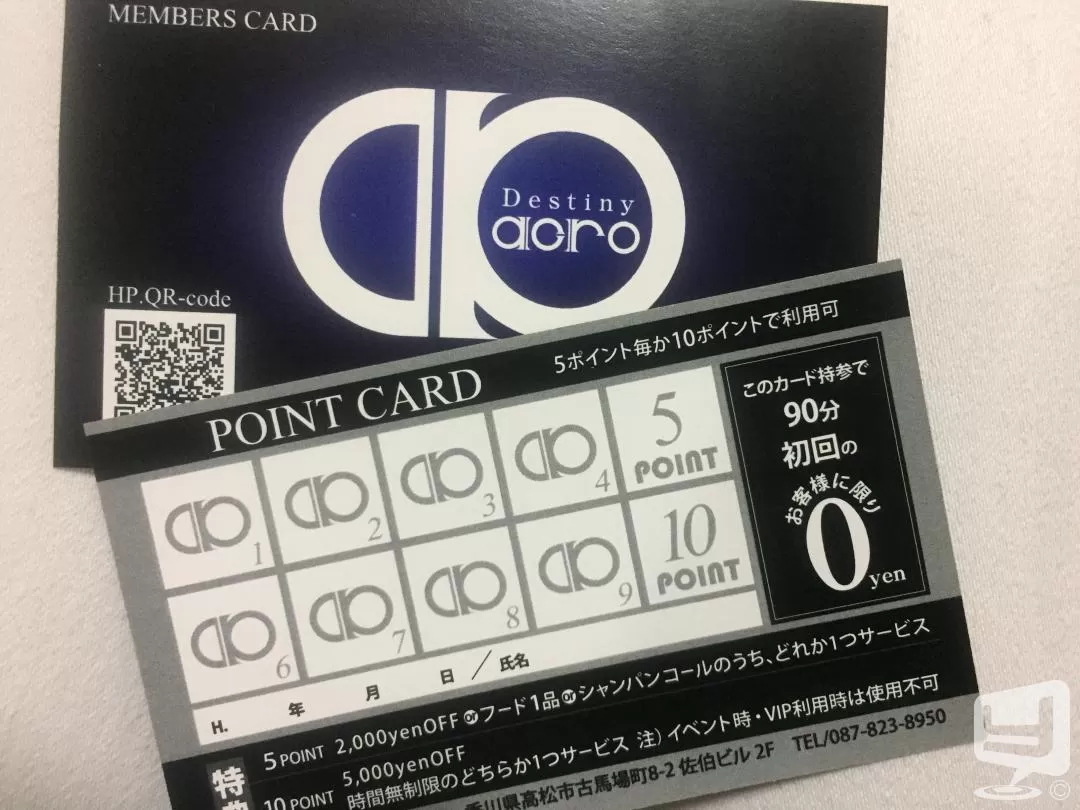 MEMBERS CARD
Destiny
acro
HP.QR-code
POINT CARD
5ポイント毎か10ポイントで利用可
1
2
3
4
5
POINT
6
7
8
9
10
POINT
このカード持参で
90分
初回の
お客様に限り
0yen
H. 年 月 日 / 氏名
特典
5 POINT 2,000yenOFF or フード1品 or シャンパンコールのうち、どれか1つサービス
10 POINT 5,000yenOFF
時間無制限のどちらか1つサービス 注)イベント時・VIP利用時は使用不可
香川県高松市古馬場町8-2 佐伯ビル 2F TEL/087-823-8950
©